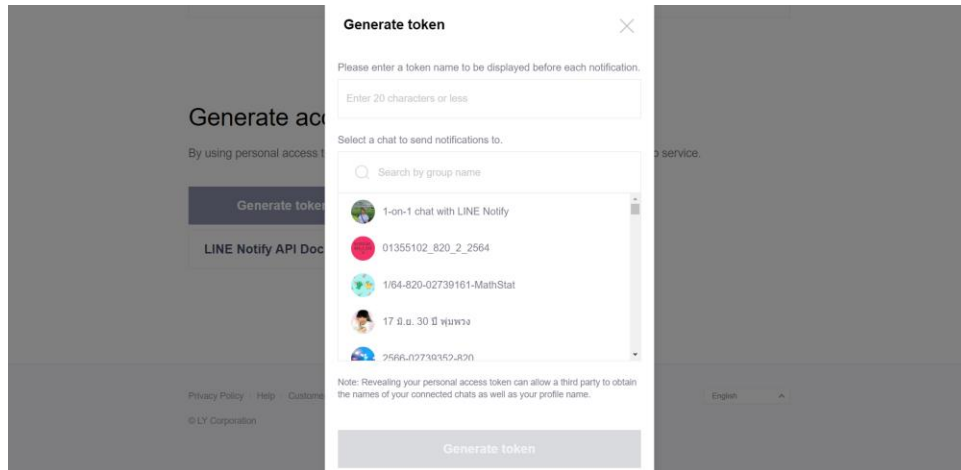 Generate token
Please enter a token name to be displayed before each notification.
Enter 20 characters or less
Generate acc
Select a chat to send notifications to.
By using personal access t
service.
Search by group name
Generate token
1-on-1 chat with LINE Notify
LINE Notify API Doc
01355102_820_2_2564
1/64-820-02739161-MathStat
17 มิ.ย. 30 ปี พุ่มพวง
2566-02739352-820
Note: Revealing your personal access token can allow a third party to obtain
the names of your connected chats as well as your profile name.
Privacy Policy Help Custome
English
© LY Corporation
Generate token